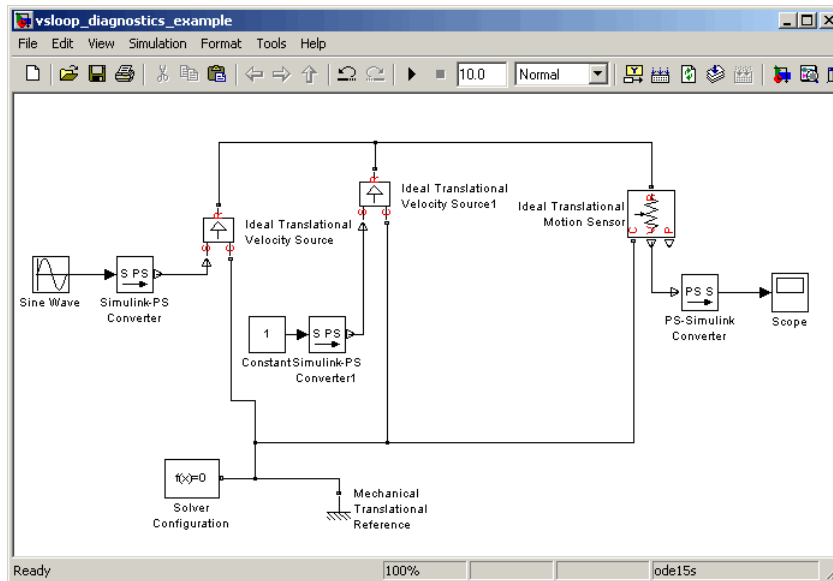 vsloop_diagnostics_example
File Edit View Simulation Format Tools Help
10.0 Normal
R
S C
Ideal Translational
Velocity Source
R
S C
Ideal Translational
Velocity Source1
Ideal Translational
Motion Sensor
R
C V P
Sine Wave
S PS
Simulink-PS
Converter
1
Constant
S PS
Simulink-PS
Converter1
PS S
PS-Simulink
Converter
Scope
f(x)=0
Solver
Configuration
Mechanical
Translational
Reference
Ready 100% ode15s